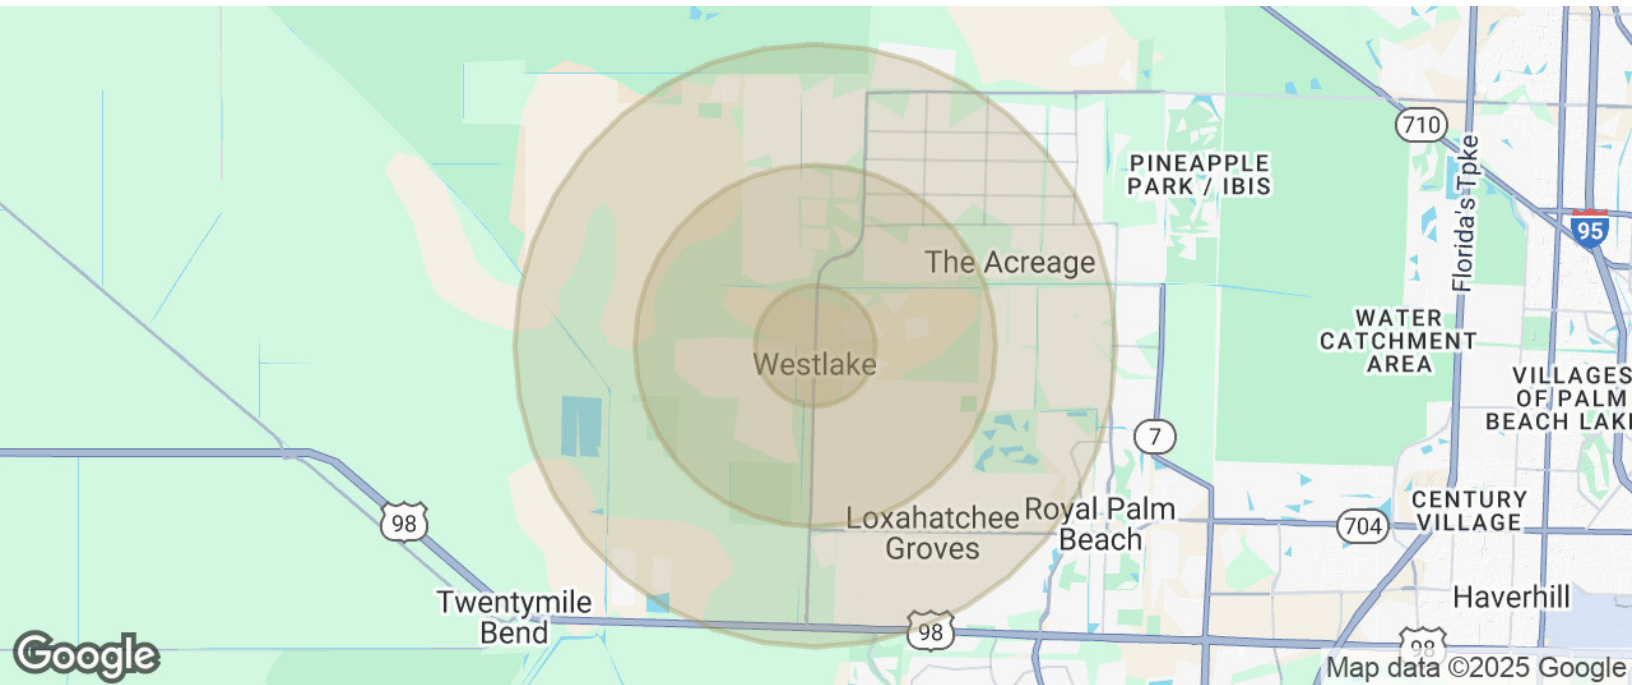 710
PINEAPPLE
PARK / IBIS
Florida's Tpke
95
The Acreage
WATER
CATCHMENT
AREA
Westlake
VILLAGES
OF PALM
BEACH LAK
7
98
Loxahatchee
Groves
Royal Palm
Beach
CENTURY
VILLAGE
704
Twentymile
Bend
Haverhill
98
98
Google
Map data ©2025 Google